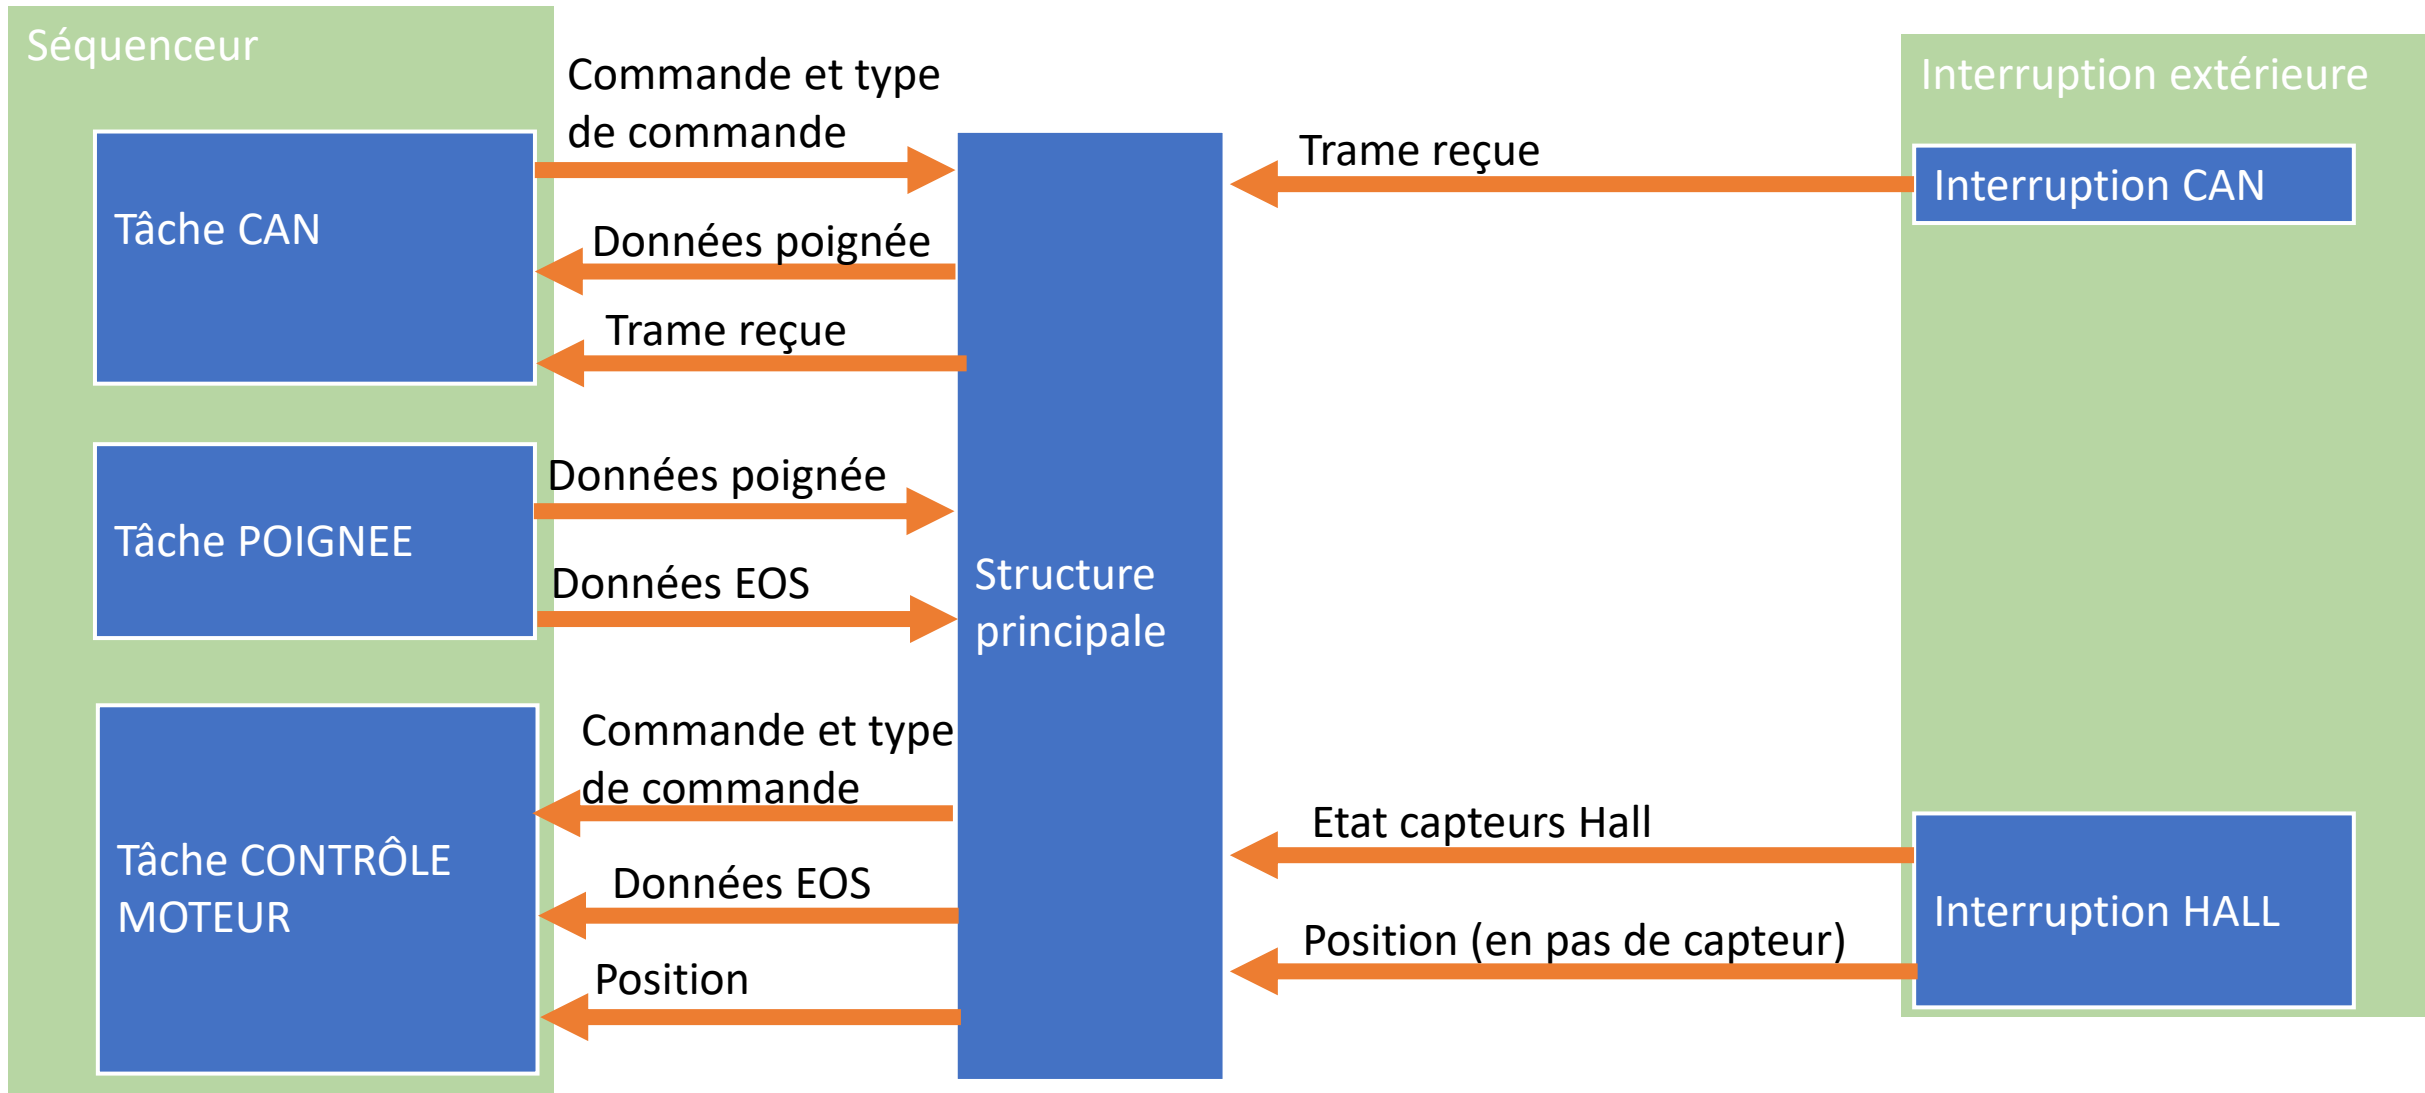 Séquenceur
Commande et type
de commande
Tâche CAN
Données poignée
Trame reçue
Données poignée
Tâche POIGNEE
Données EOS
Commande et type
de commande
Tâche CONTRÔLE
MOTEUR
Données EOS
Position
Structure
principale
Interruption extérieure
Trame reçue
Interruption CAN
Etat capteurs Hall
Interruption HALL
Position (en pas de capteur)